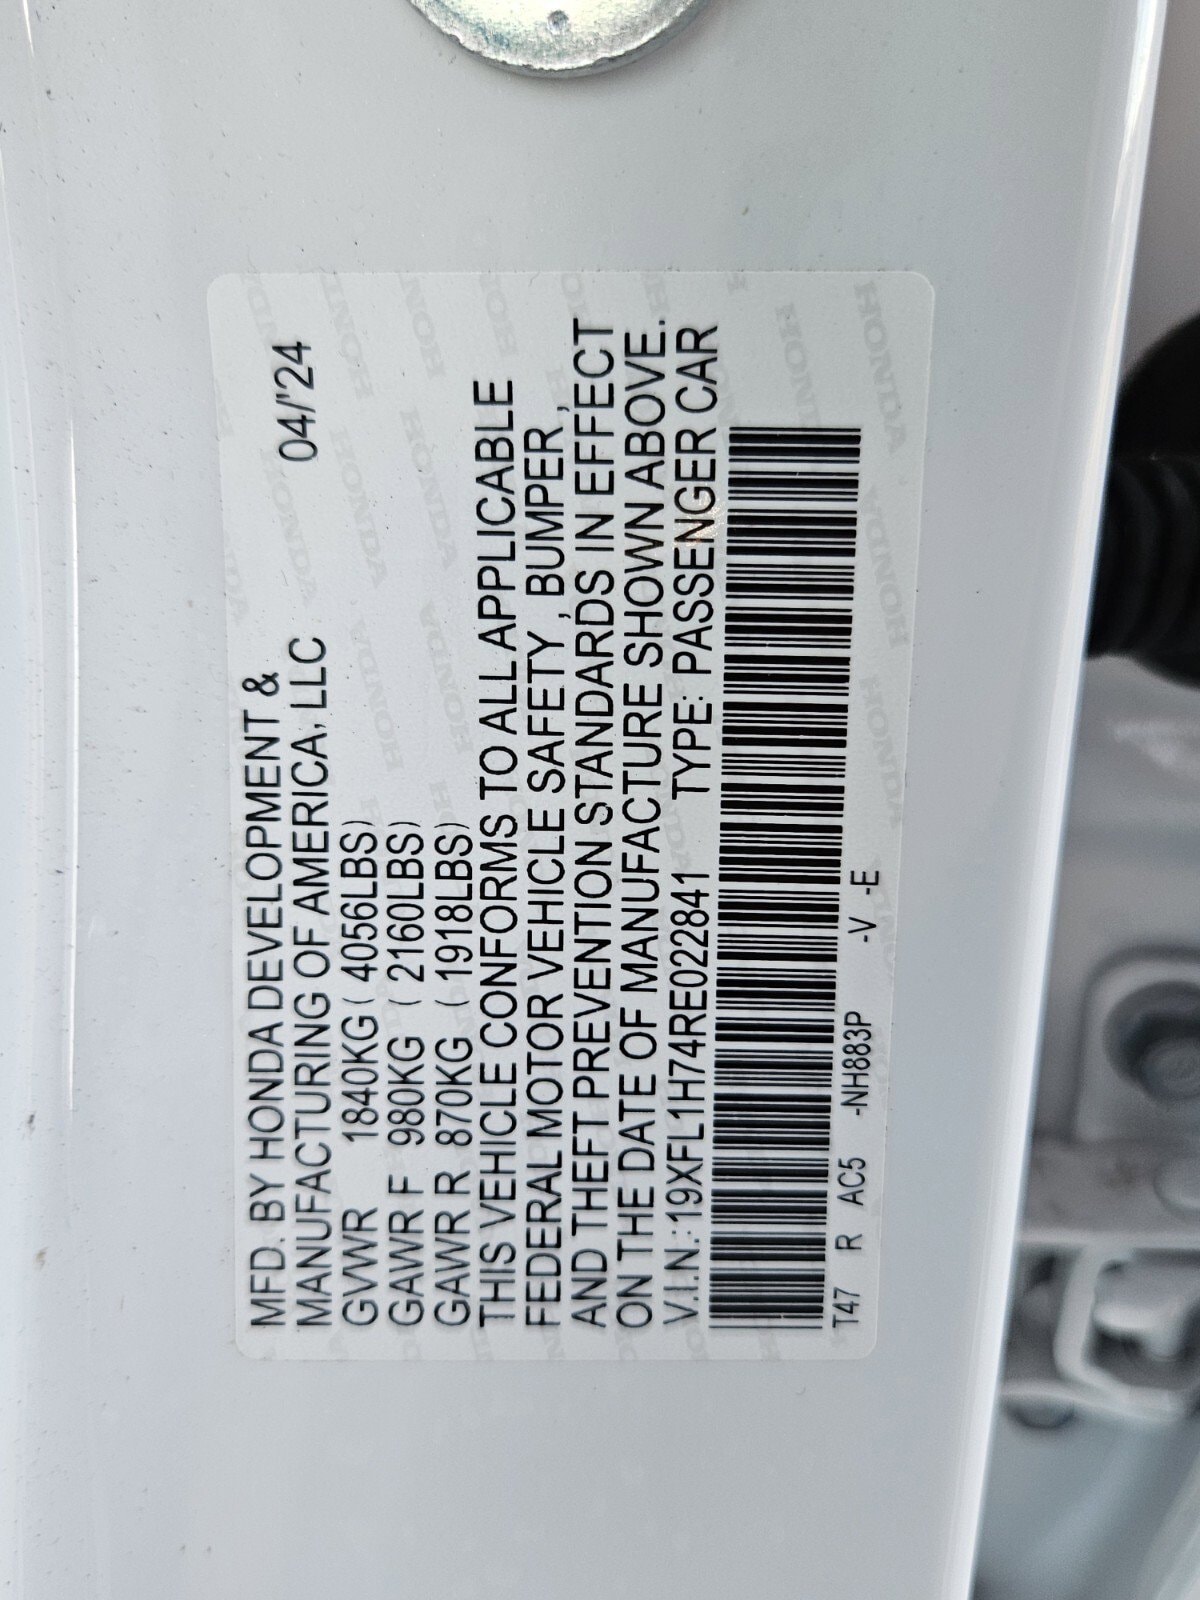 MFD. BY HONDA DEVELOPMENT &
MANUFACTURING OF AMERICA, LLC 04/'24
GVWR 1840KG (4056LBS)
GAWR F 980KG (2160LBS)
GAWR R 870KG (1918LBS)
THIS VEHICLE CONFORMS TO ALL APPLICABLE
FEDERAL MOTOR VEHICLE SAFETY, BUMPER,
AND THEFT PREVENTION STANDARDS IN EFFECT
ON THE DATE OF MANUFACTURE SHOWN ABOVE.
V.I.N.:19XFL1H74RE022841 TYPE: PASSENGER CAR
T47 R AC5 -NH883P -V -E